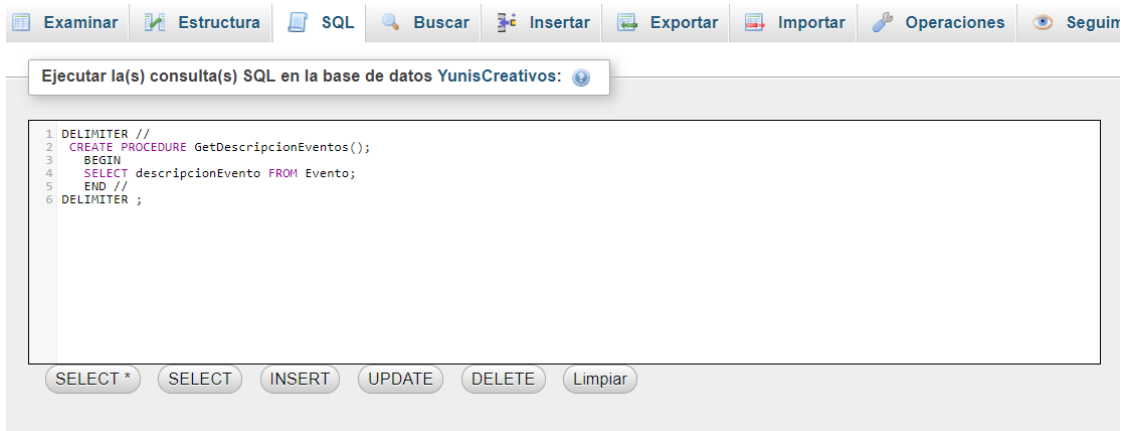 Examinar Estructura SQL Buscar Insertar Exportar Importar Operaciones Seguim
Ejecutar la(s) consulta(s) SQL en la base de datos YunisCreativos:
1 DELIMITER //
2 CREATE PROCEDURE GetDescripcionEventos();
3 BEGIN
4 SELECT descripcionEvento FROM Evento;
5 END //
6 DELIMITER ;
SELECT * SELECT INSERT UPDATE DELETE Limpiar